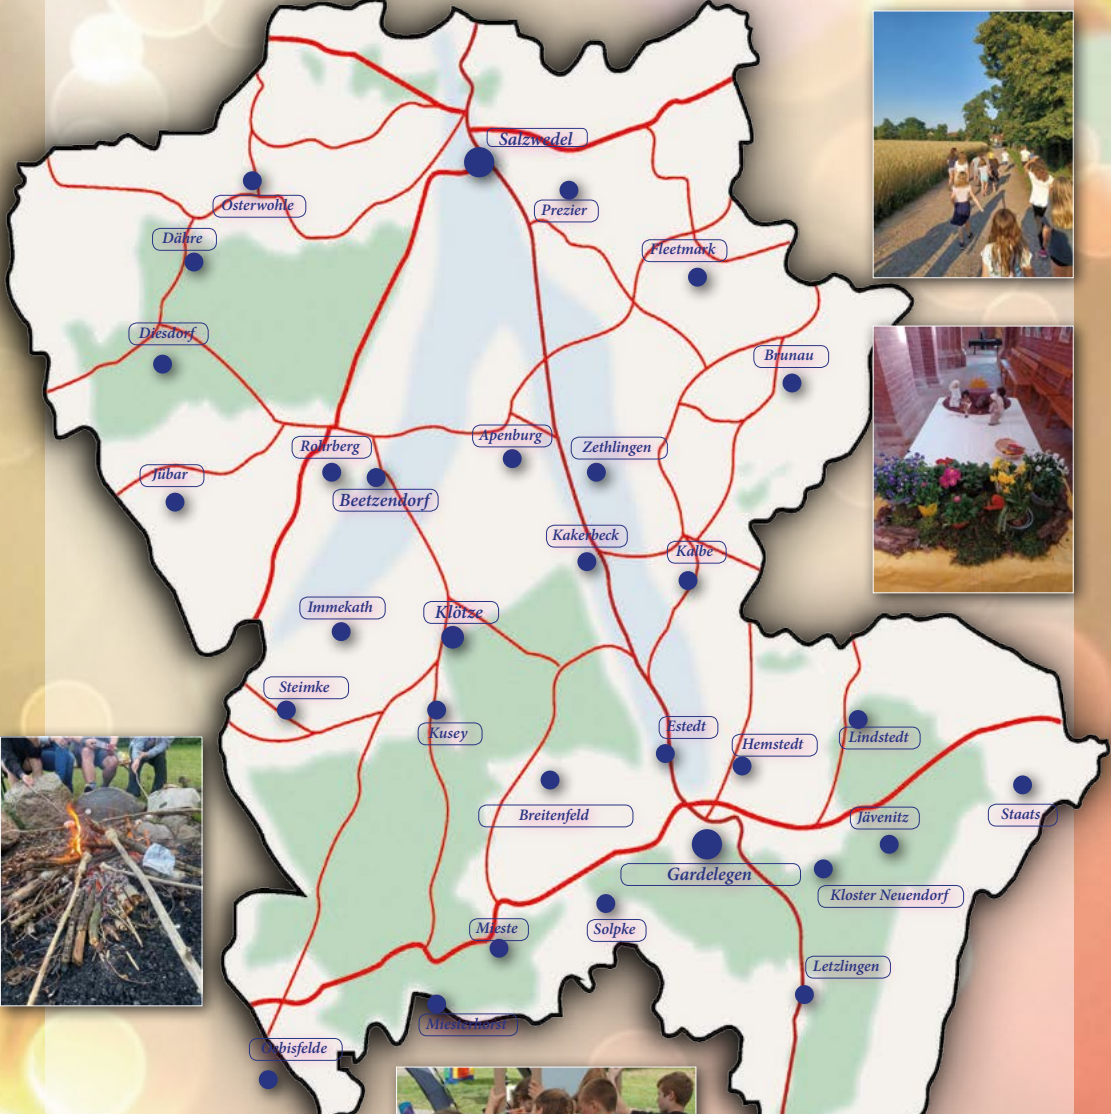 Salzwedel
Osterwohle
Prezier
Dähre
Fleetmark
Diesdorf
Brunau
Rohrberg
Apenburg
Zethlingen
Jübar
Beetzendorf
Kakerbeck
Kalbe
Immekath
Klötze
Steimke
Kusey
Estedt
Hemstedt
Lindstedt
Breitenfeld
Jävenitz
Staats
Gardelegen
Kloster Neuendorf
Mieste
Solpke
Letzlingen
Miesterhorst
Oebisfelde